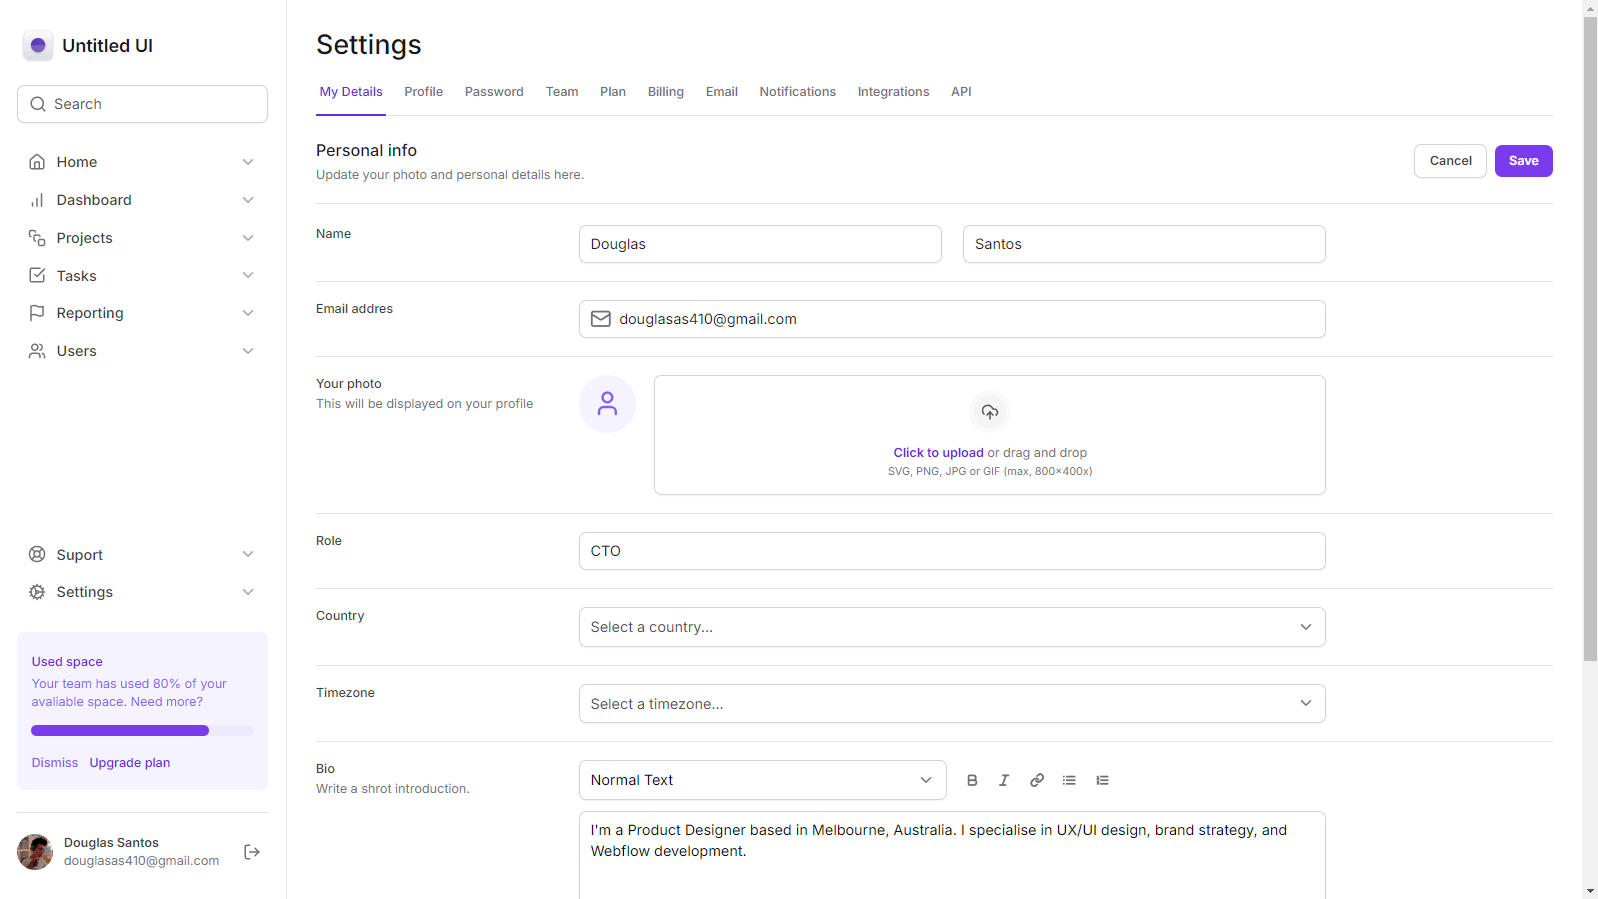 Untitled UI
Search
Home
Dashboard
Projects
Tasks
Reporting
Users
Suport
Settings
Used space
Your team has used 80% of your
avaliable space. Need more?
Dismiss Upgrade plan
Douglas Santos
douglasas410@gmail.com
Settings
My Details Profile Password Team Plan Billing Email Notifications Integrations API
Personal info
Update your photo and personal details here.
Cancel Save
Name
Douglas Santos
Email addres
douglasas410@gmail.com
Your photo
This will be displayed on your profile
Click to upload or drag and drop
SVG, PNG, JPG or GIF (max, 800x400x)
Role
CTO
Country
Select a country...
Timezone
Select a timezone...
Bio
Write a shrot introduction.
Normal Text
I'm a Product Designer based in Melbourne, Australia. I specialise in UX/UI design, brand strategy, and
Webflow development.